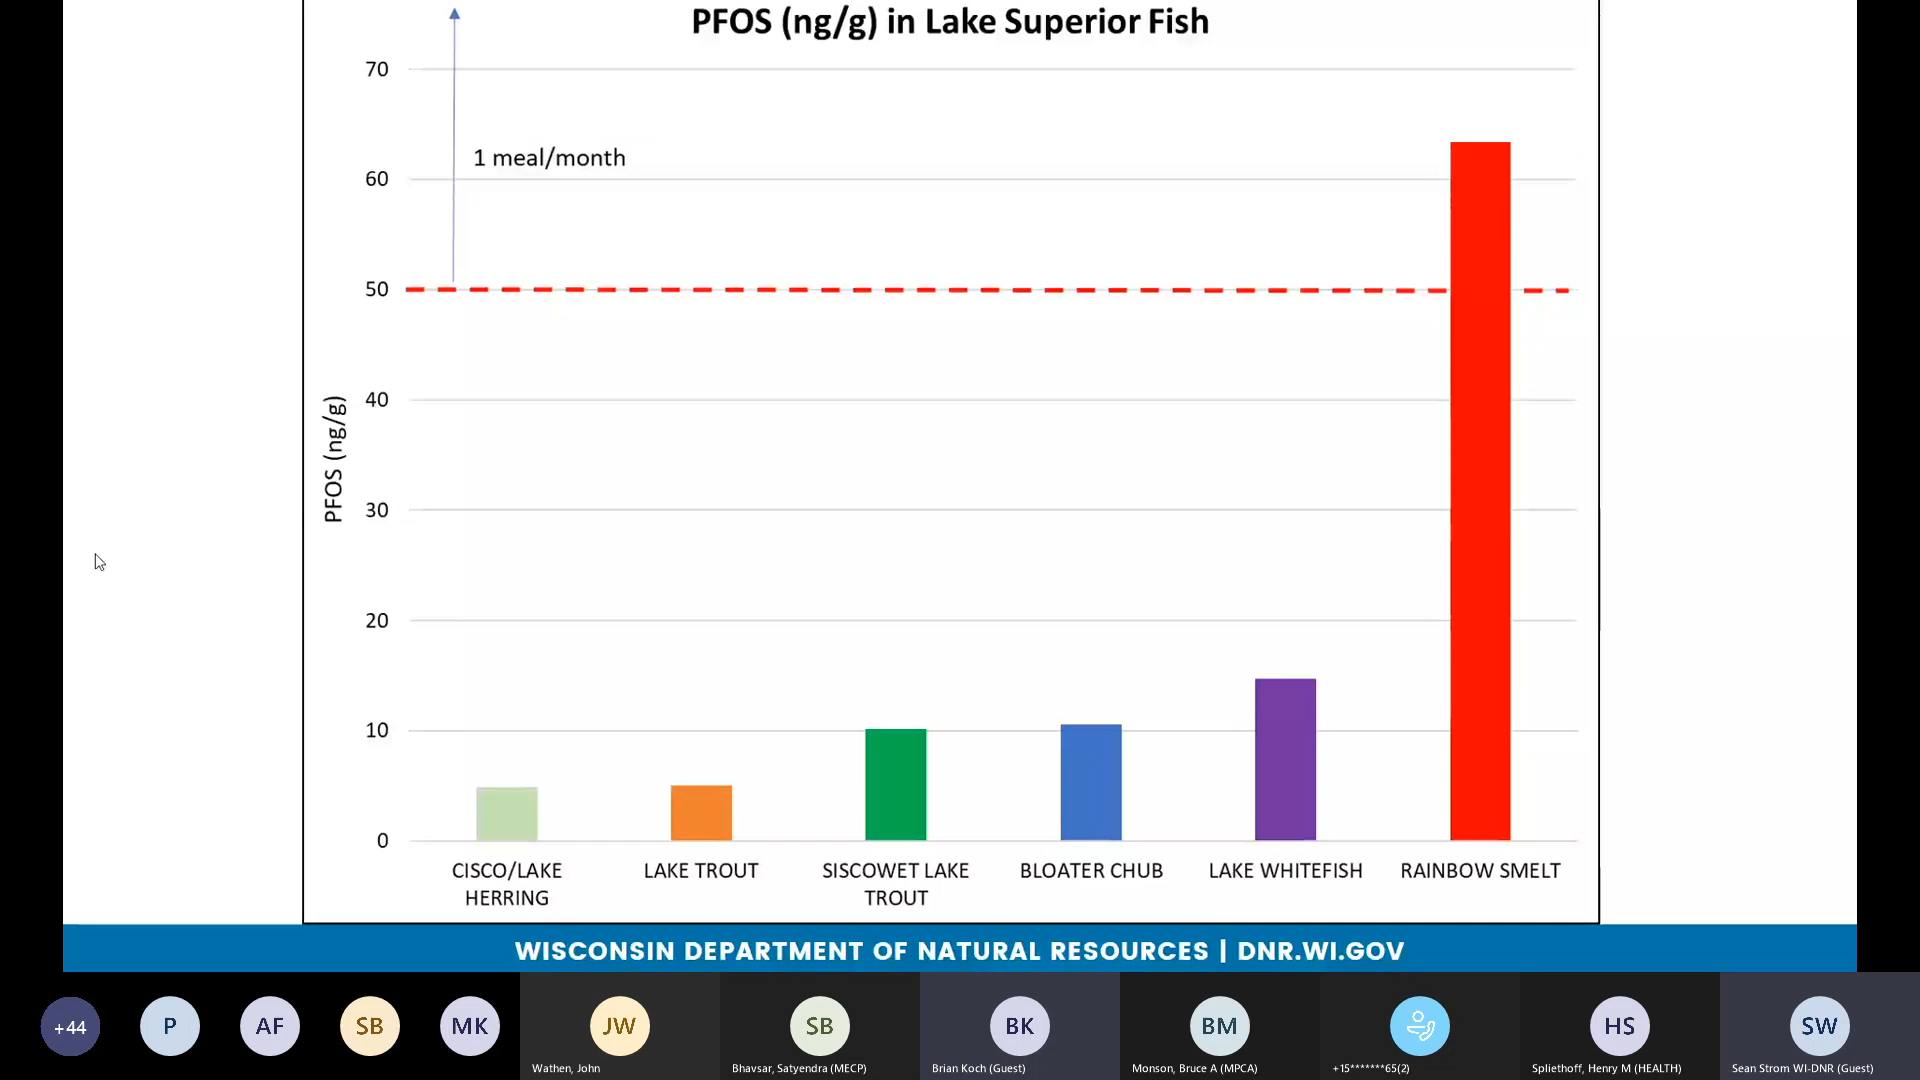 PFOS (ng/g) in Lake Superior Fish
70
1 meal/month
60
50
40
PFOS (ng/g)
30
20
10
0
CISCO/LAKE
HERRING
LAKE TROUT
SISCOWET LAKE
TROUT
BLOATER CHUB
LAKE WHITEFISH
RAINBOW SMELT
WISCONSIN DEPARTMENT OF NATURAL RESOURCES | DNR.WI.GOV
+44
P
AF
SB
MK
JW
SB
BK
BM
HS
SW
Wathen, John
Bhavsar, Satyendra (MECP)
Brian Koch (Guest)
Monson, Bruce A (MPCA)
+15*******65(2)
Spliethoff, Henry M (HEALTH)
Sean Strom WI-DNR (Guest)